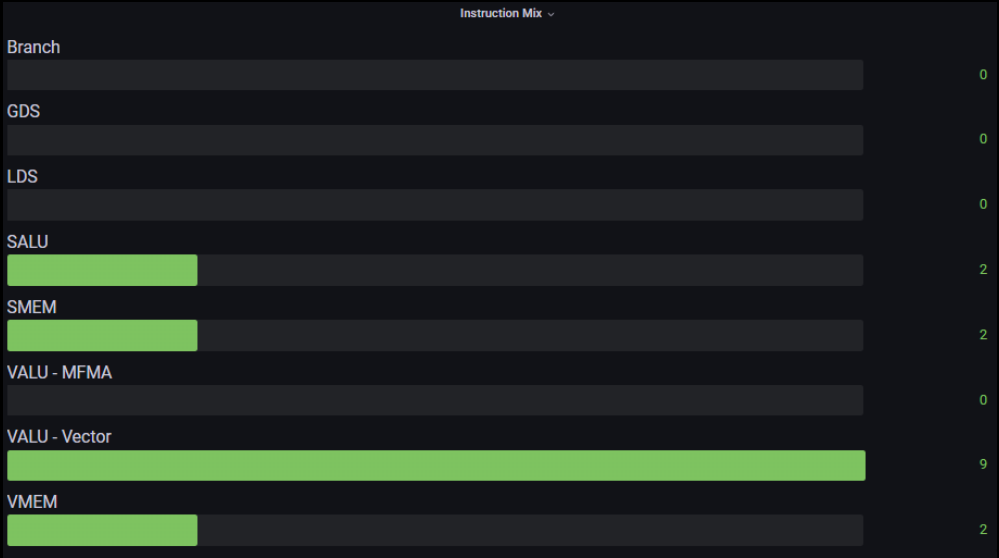 Instruction Mix
Branch
0
GDS
0
LDS
0
SALU
2
SMEM
2
VALU - MFMA
0
VALU - Vector
9
VMEM
2